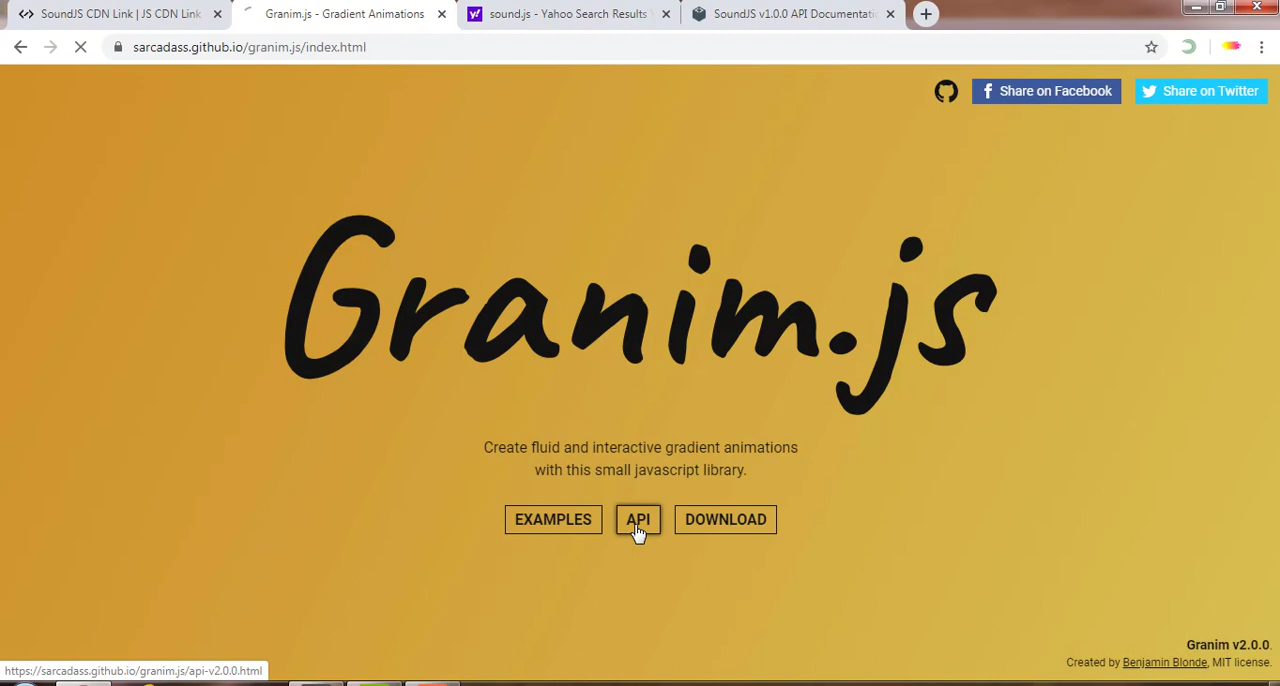 SoundJS CDN Link | JS CDN Link
Granim.js - Gradient Animations
sound.js - Yahoo Search Results
SoundJS v1.0.0 API Documentati
sarcadass.github.io/granim.js/index.html
Share on Facebook
Share on Twitter
Granim.js
Create fluid and interactive gradient animations
with this small javascript library.
EXAMPLES API DOWNLOAD
Granim v2.0.0.
Created by Benjamin Blonde, MIT license.
https://sarcadass.github.io/granim.js/api-v2.0.0.html